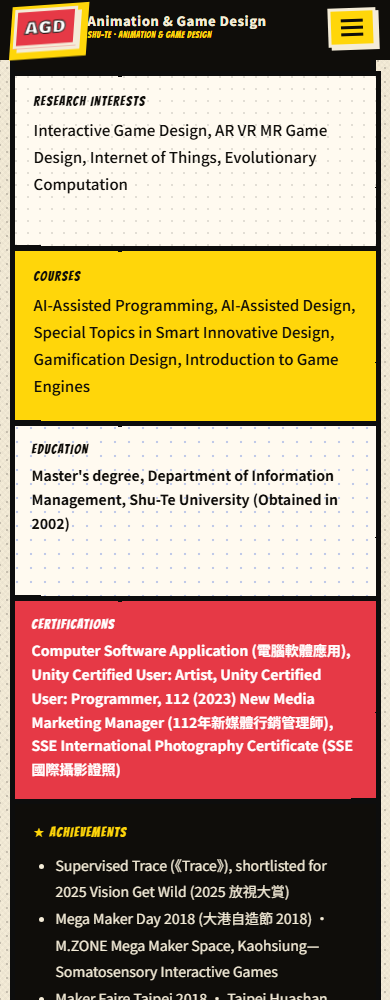 AGD
Animation & Game Design
SHU-TE • ANIMATION & GAME DESIGN
RESEARCH INTERESTS
Interactive Game Design, AR VR MR Game
Design, Internet of Things, Evolutionary
Computation
COURSES
AI-Assisted Programming, AI-Assisted Design,
Special Topics in Smart Innovative Design,
Gamification Design, Introduction to Game
Engines
EDUCATION
Master's degree, Department of Information
Management, Shu-Te University (Obtained in
2002)
CERTIFICATIONS
Computer Software Application (電腦軟體應用),
Unity Certified User: Artist, Unity Certified
User: Programmer, 112 (2023) New Media
Marketing Manager (112年新媒體行銷管理師),
SSE International Photography Certificate (SSE
國際攝影證照)
★ ACHIEVEMENTS
• Supervised Trace (《Trace》), shortlisted for
2025 Vision Get Wild (2025 放視大賞)
• Mega Maker Day 2018 (大港自造節 2018) •
M.ZONE Mega Maker Space, Kaohsiung—
Somatosensory Interactive Games
• Maker Faire Taipei 2018 • Taipei Huashan